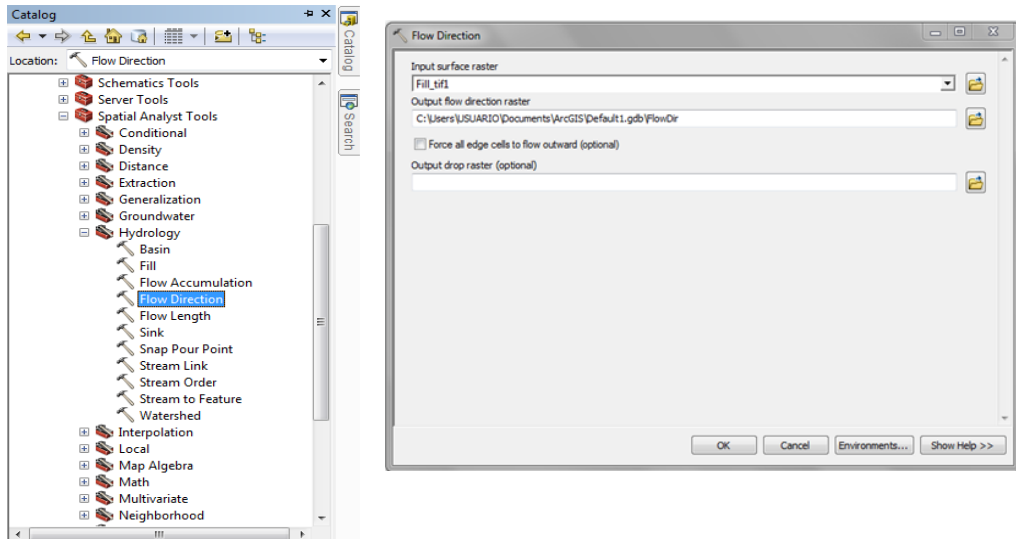 Catalog
Location: Flow Direction
Schematics Tools
Server Tools
Spatial Analyst Tools
Conditional
Density
Distance
Extraction
Generalization
Groundwater
Hydrology
Basin
Fill
Flow Accumulation
Flow Direction
Flow Length
Sink
Snap Pour Point
Stream Link
Stream Order
Stream to Feature
Watershed
Interpolation
Local
Map Algebra
Math
Multivariate
Neighborhood
Catalog
Search
Flow Direction
Input surface raster
Fill_tif1
Output flow direction raster
C:\Users\USUARIO\Documents\ArcGIS\Default1.gdb\FlowDir
Force all edge cells to flow outward (optional)
Output drop raster (optional)
OK
Cancel
Environments...
Show Help >>